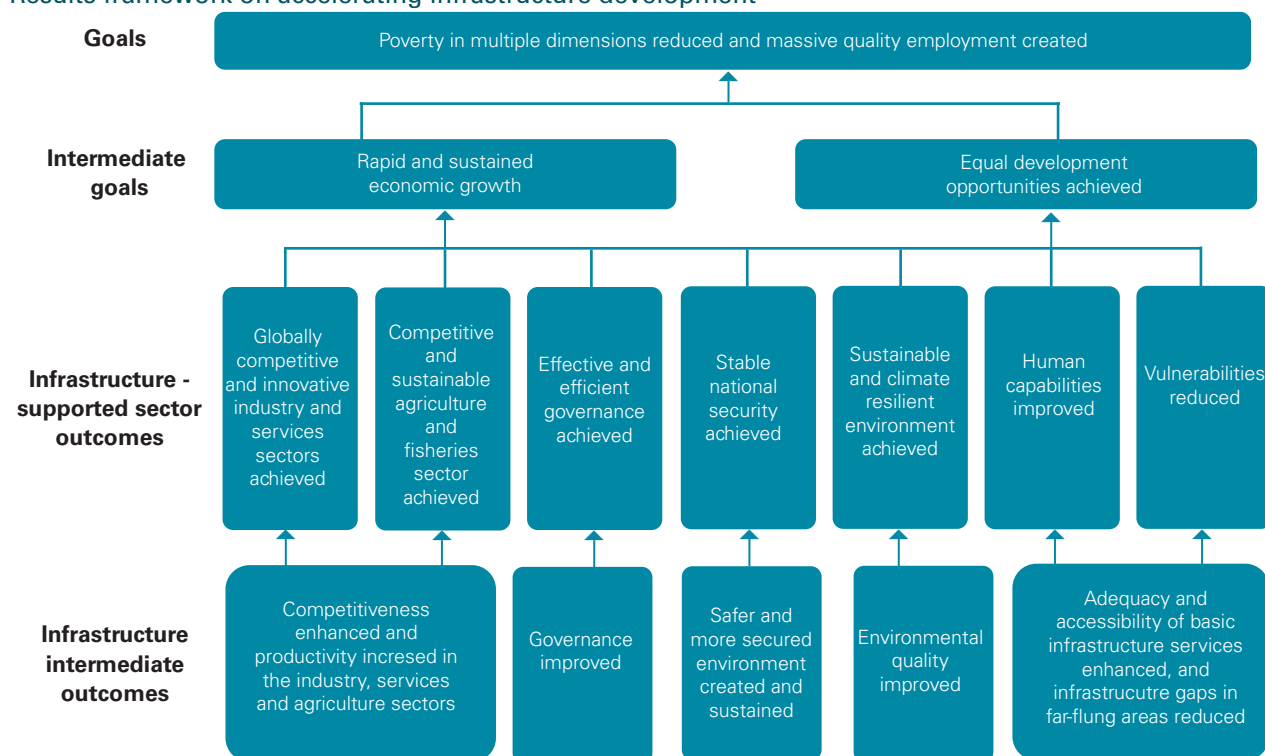 Results framework on accelerating infrastructure development
Goals
Poverty in multiple dimensions reduced and massive quality employment created
Intermediate
goals
Rapid and sustained
economic growth
Equal development
opportunities achieved
Infrastructure -
supported sector
outcomes
Globally
competitive
and innovative
industry and
services
sectors
achieved
Competitive
and
sustainable
agriculture
and
fisheries
sector
achieved
Effective and
efficient
governance
achieved
Stable
national
security
achieved
Sustainable
and climate
resilient
environment
achieved
Human
capabilities
improved
Vulnerabilities
reduced
Infrastructure
intermediate
outcomes
Competitiveness
enhanced and
productivity incresed in
the industry, services
and agriculture sectors
Governance
improved
Safer and
more secured
environment
created and
sustained
Environmental
quality
improved
Adequacy and
accessibility of basic
infrastructure services
enhanced, and
infrastrucutre gaps in
far-flung areas reduced